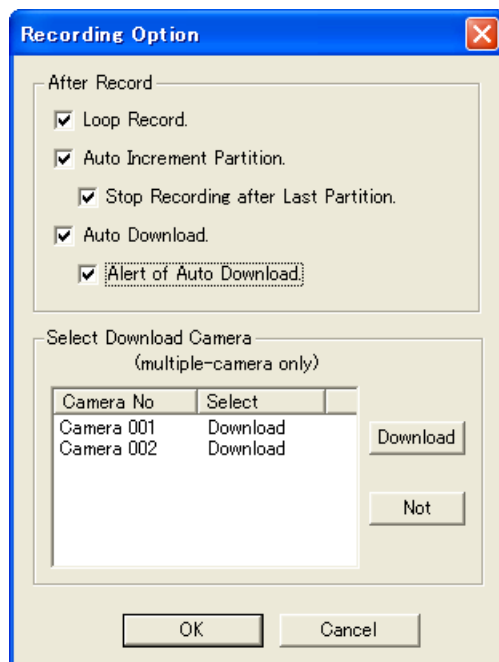 Recording Option
After Record
Loop Record.
Auto Increment Partition.
Stop Recording after Last Partition.
Auto Download.
Alert of Auto Download.
Select Download Camera
(multiple-camera only)
Camera No Select
Camera 001 Download
Camera 002 Download
Download
Not
OK Cancel